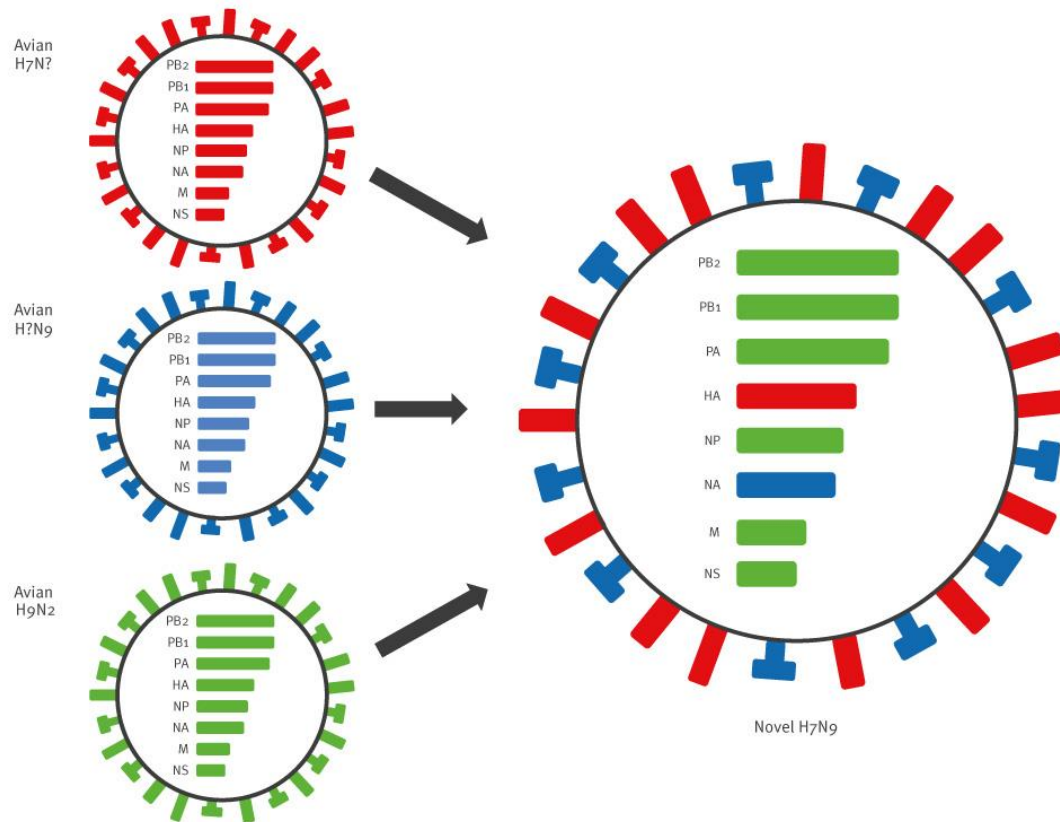 Avian
H7N?
PB2
PB1
PA
HA
NP
NA
M
NS
Avian
H?N9
PB2
PB1
PA
HA
NP
NA
M
NS
Avian
H9N2
PB2
PB1
PA
HA
NP
NA
M
NS
PB2
PB1
PA
HA
NP
NA
M
NS
Novel H7N9